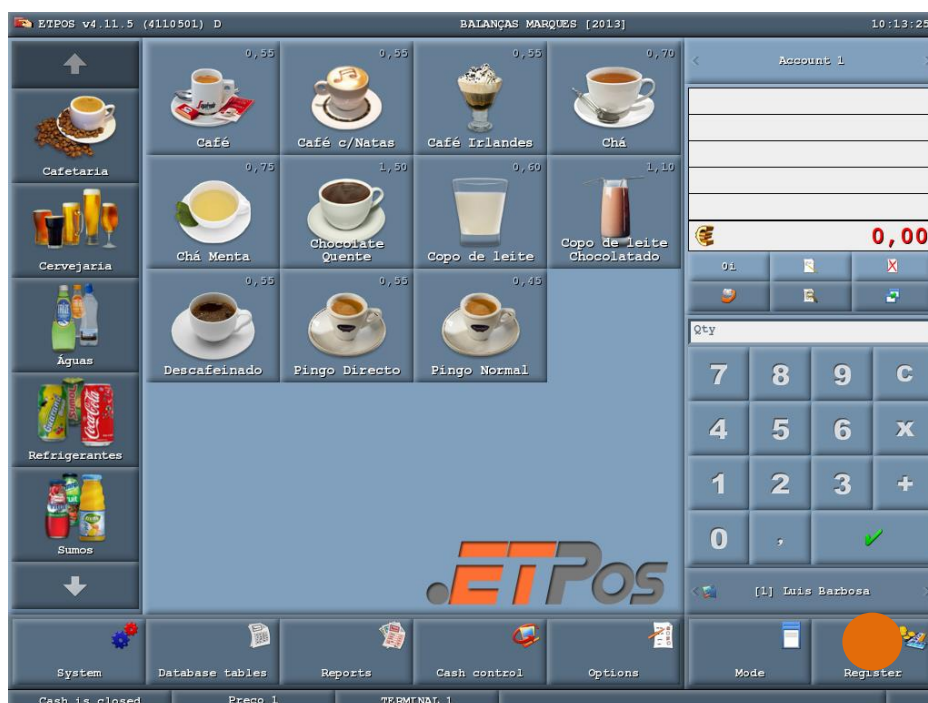 ETPOS v4.11.5 (4110501) D
BALANÇAS MARQUES [2013]
10:13:25
Cafetaria
Cervejaria
Águas
Refrigerantes
Sumos
0,55
Café
0,55
Café c/Natas
0,55
Café Irlandes
0,70
Chá
0,75
Chá Menta
1,50
Chocolate
Quente
0,60
Copo de leite
1,10
Copo de leite
Chocolatado
0,55
Descafeinado
0,55
Pingo Directo
0,45
Pingo Normal
.ETPos
Account 1
0,00
Qty
7 8 9 C
4 5 6 X
1 2 3 +
0 ,
[1] Luis Barbosa
System
Database tables
Reports
Cash control
Options
Mode
Register
Cash is closed
Preço 1
TERMINAL 1